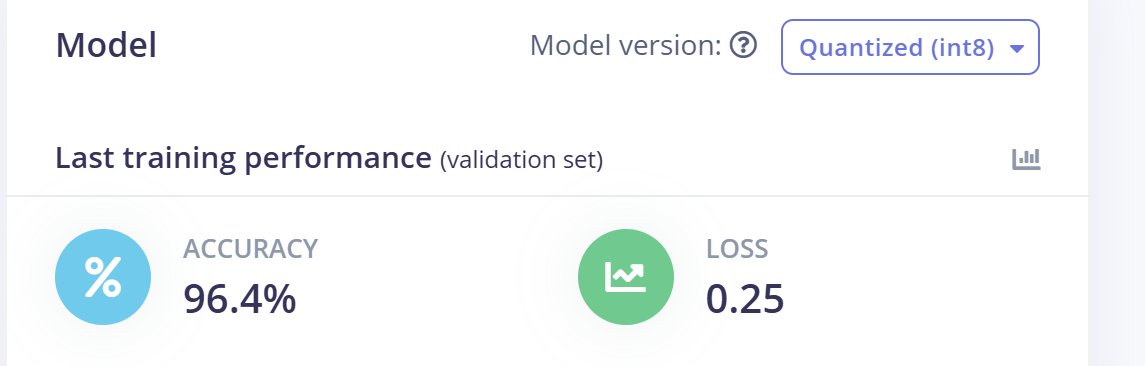 Model
Model version: ? Quantized (int8)
Last training performance (validation set)
% ACCURACY
96.4%
LOSS
0.25